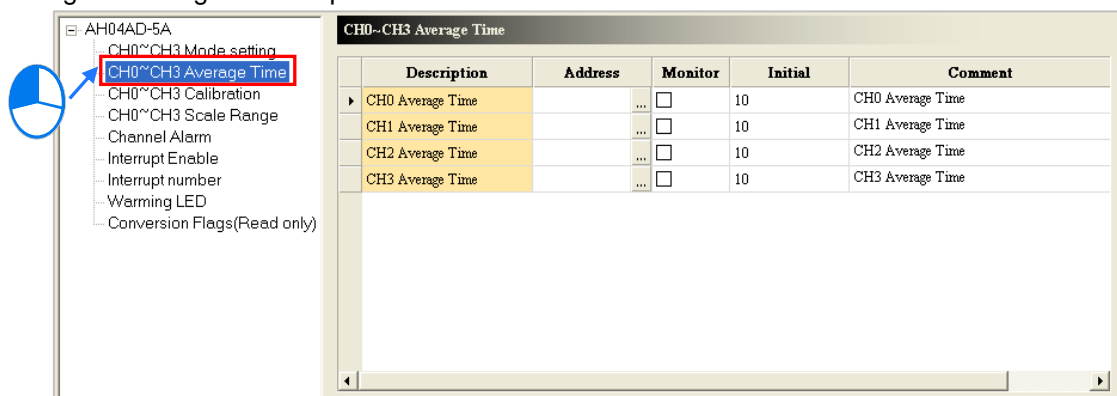 AH04AD-5A
CH0~CH3 Mode setting
CH0~CH3 Average Time
CH0~CH3 Calibration
CH0~CH3 Scale Range
Channel Alarm
Interrupt Enable
Interrupt number
Warning LED
Conversion Flags(Read only)
CH0~CH3 Average Time
Description Address Monitor Initial Comment
CH0 Average Time ... 10 CH0 Average Time
CH1 Average Time ... 10 CH1 Average Time
CH2 Average Time ... 10 CH2 Average Time
CH3 Average Time ... 10 CH3 Average Time